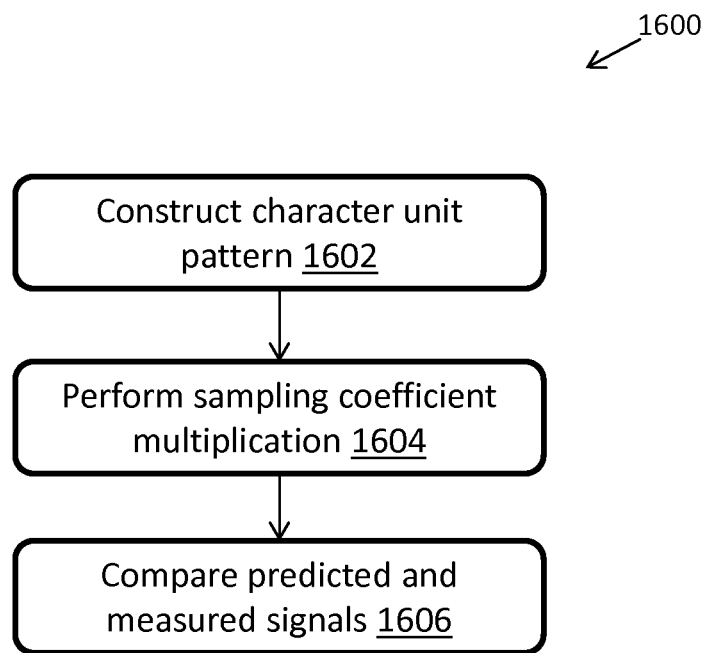 1600
Construct character unit
pattern 1602
Perform sampling coefficient
multiplication 1604
Compare predicted and
measured signals 1606